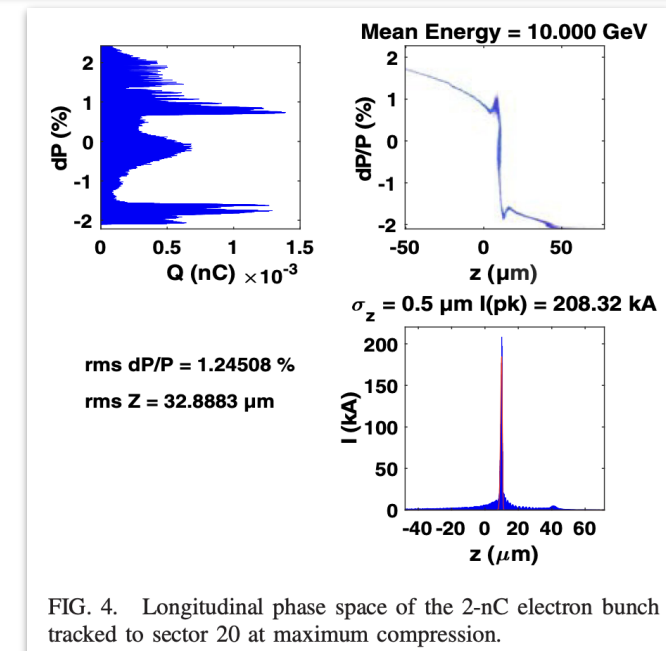 Mean Energy = 10.000 GeV
dP (%)
2
1
0
-1
-2
0 0.5 1 1.5
Q (nC) ×10-3
dP/P (%)
2
1
0
-1
-2
-50 0 50
z (μm)
σz = 0.5 μm I(pk) = 208.32 kA
rms dP/P = 1.24508 %
rms Z = 32.8883 μm
I (kA)
200
150
100
50
0
-40 -20 0 20 40 60
z (μm)
FIG. 4. Longitudinal phase space of the 2-nC electron bunch
tracked to sector 20 at maximum compression.